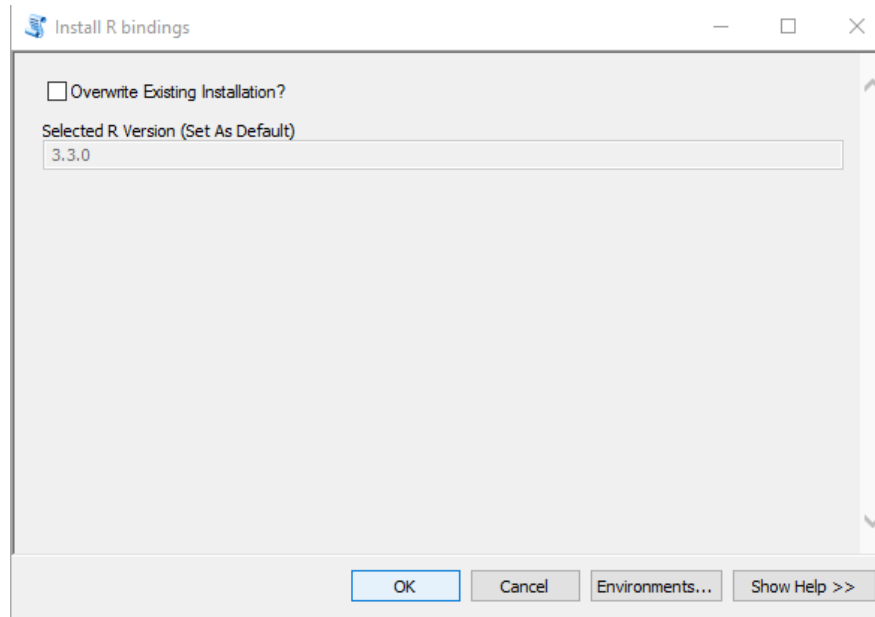 Install R bindings
Overwrite Existing Installation?
Selected R Version (Set As Default)
3.3.0
OK Cancel Environments... Show Help >>